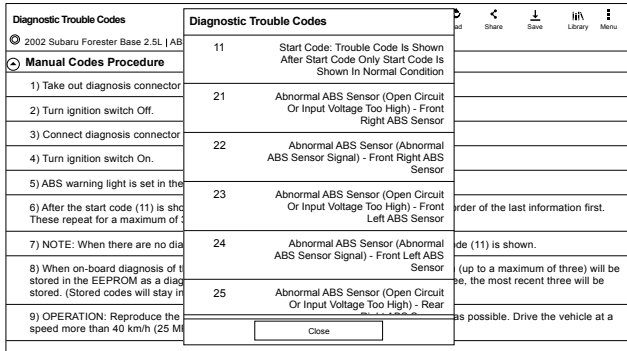 Diagnostic Trouble Codes
2002 Subaru Forester Base 2.5L | AB
Share
Save
Library
Menu
Manual Codes Procedure
1) Take out diagnosis connector
2) Turn ignition switch Off.
3) Connect diagnosis connector
4) Turn ignition switch On.
5) ABS warning light is set in the
6) After the start code (11) is sho
order of the last information first.
These repeat for a maximum of
7) NOTE: When there are no dia
de (11) is shown.
8) When on-board diagnosis of t
(up to a maximum of three) will be
stored in the EEPROM as a diag
ee, the most recent three will be
stored. (Stored codes will stay in
9) OPERATION: Reproduce the
as possible. Drive the vehicle at a
speed more than 40 km/h (25 M
Diagnostic Trouble Codes
11 Start Code: Trouble Code Is Shown
After Start Code Only Start Code Is
Shown In Normal Condition
21 Abnormal ABS Sensor (Open Circuit
Or Input Voltage Too High) - Front
Right ABS Sensor
22 Abnormal ABS Sensor (Abnormal
ABS Sensor Signal) - Front Right ABS
Sensor
23 Abnormal ABS Sensor (Open Circuit
Or Input Voltage Too High) - Front
Left ABS Sensor
24 Abnormal ABS Sensor (Abnormal
ABS Sensor Signal) - Front Left ABS
Sensor
25 Abnormal ABS Sensor (Open Circuit
Or Input Voltage Too High) - Rear
Close